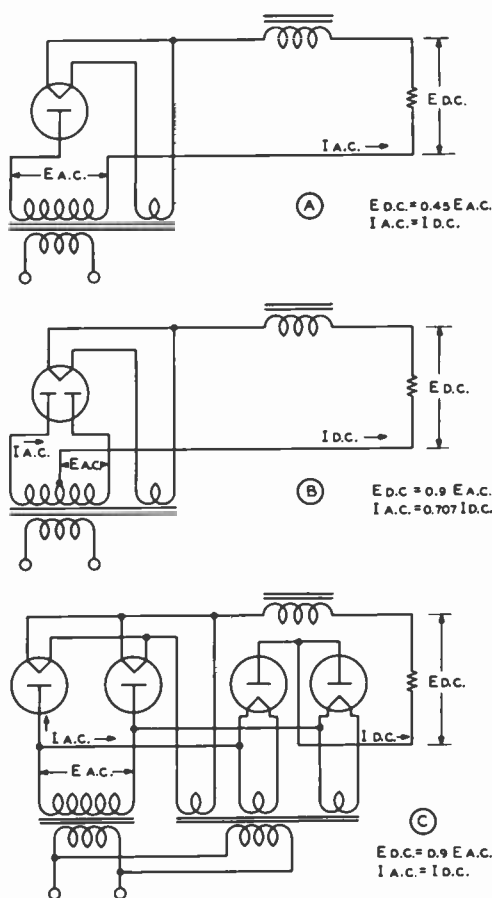 E D.C.
I A.C.
E A.C.
A
E D.C. = 0.45 E A.C.
I A.C. = I D.C.
E D.C.
I A.C.
E A.C.
I D.C.
B
E D.C = 0.9 E A.C.
I A.C. = 0.707 I D.C.
E D.C.
I A.C.
I D.C.
E A.C.
C
E D.C. = 0.9 E A.C.
I A.C. = I D.C.